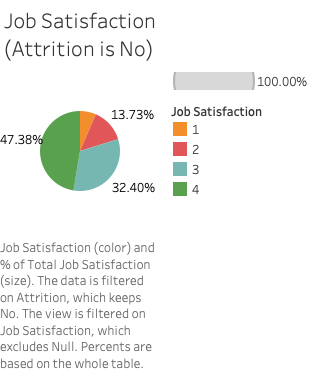 Job Satisfaction
(Attrition is No)
100.00%
13.73%
47.38%
32.40%
Job Satisfaction
1
2
3
4
Job Satisfaction (color) and
% of Total Job Satisfaction
(size). The data is filtered
on Attrition, which keeps
No. The view is filtered on
Job Satisfaction, which
excludes Null. Percents are
based on the whole table.